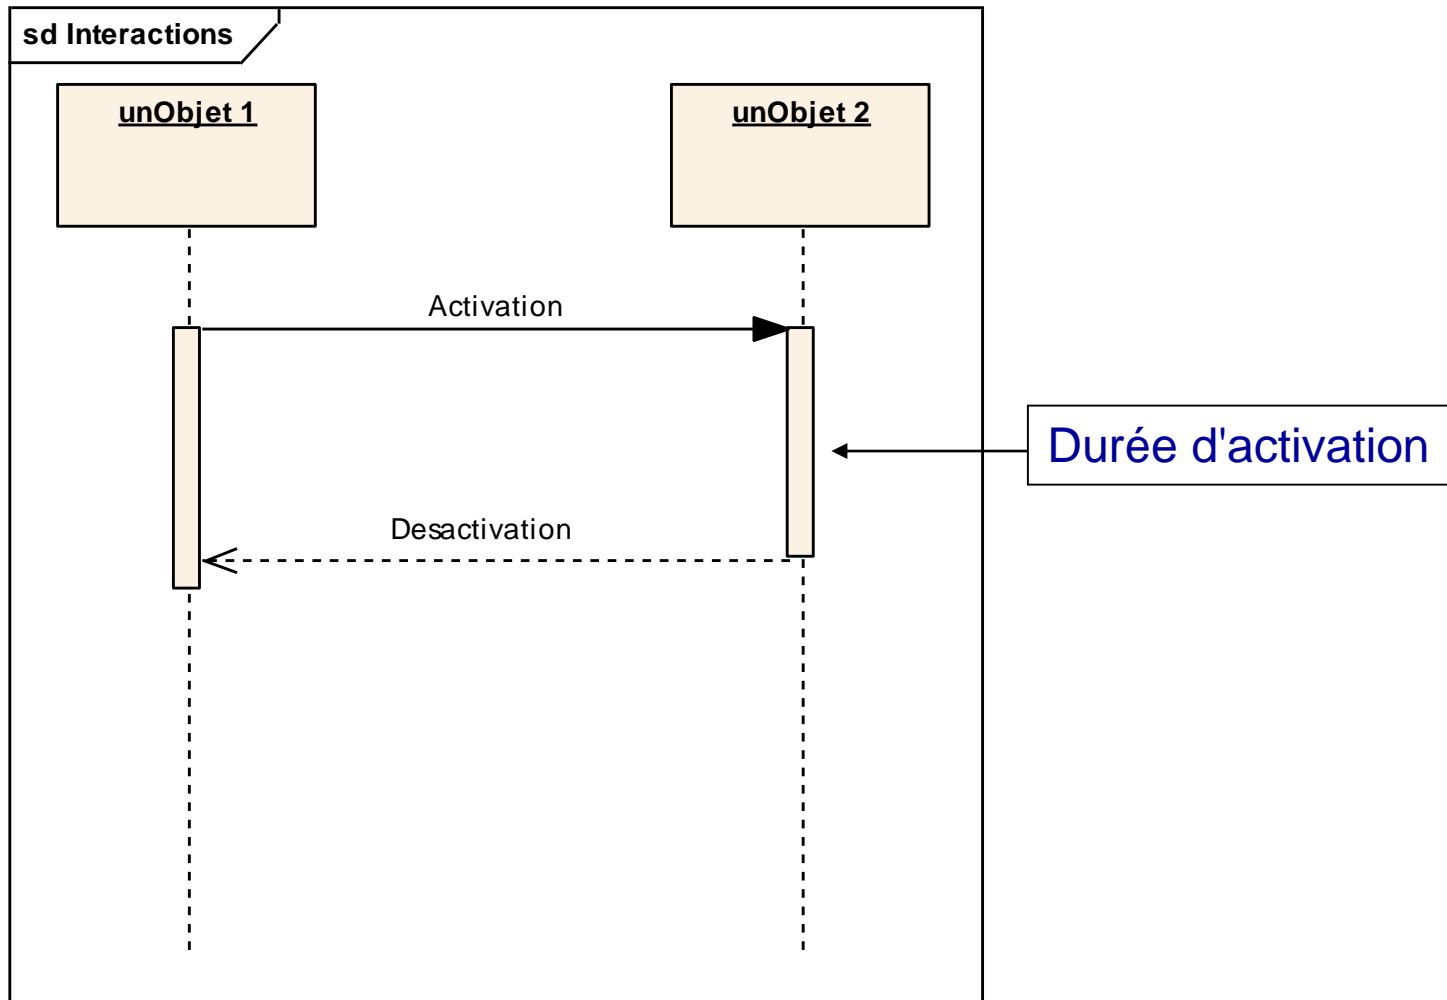 sd Interactions
unObjet 1
unObjet 2
Activation
Durée d'activation
Desactivation